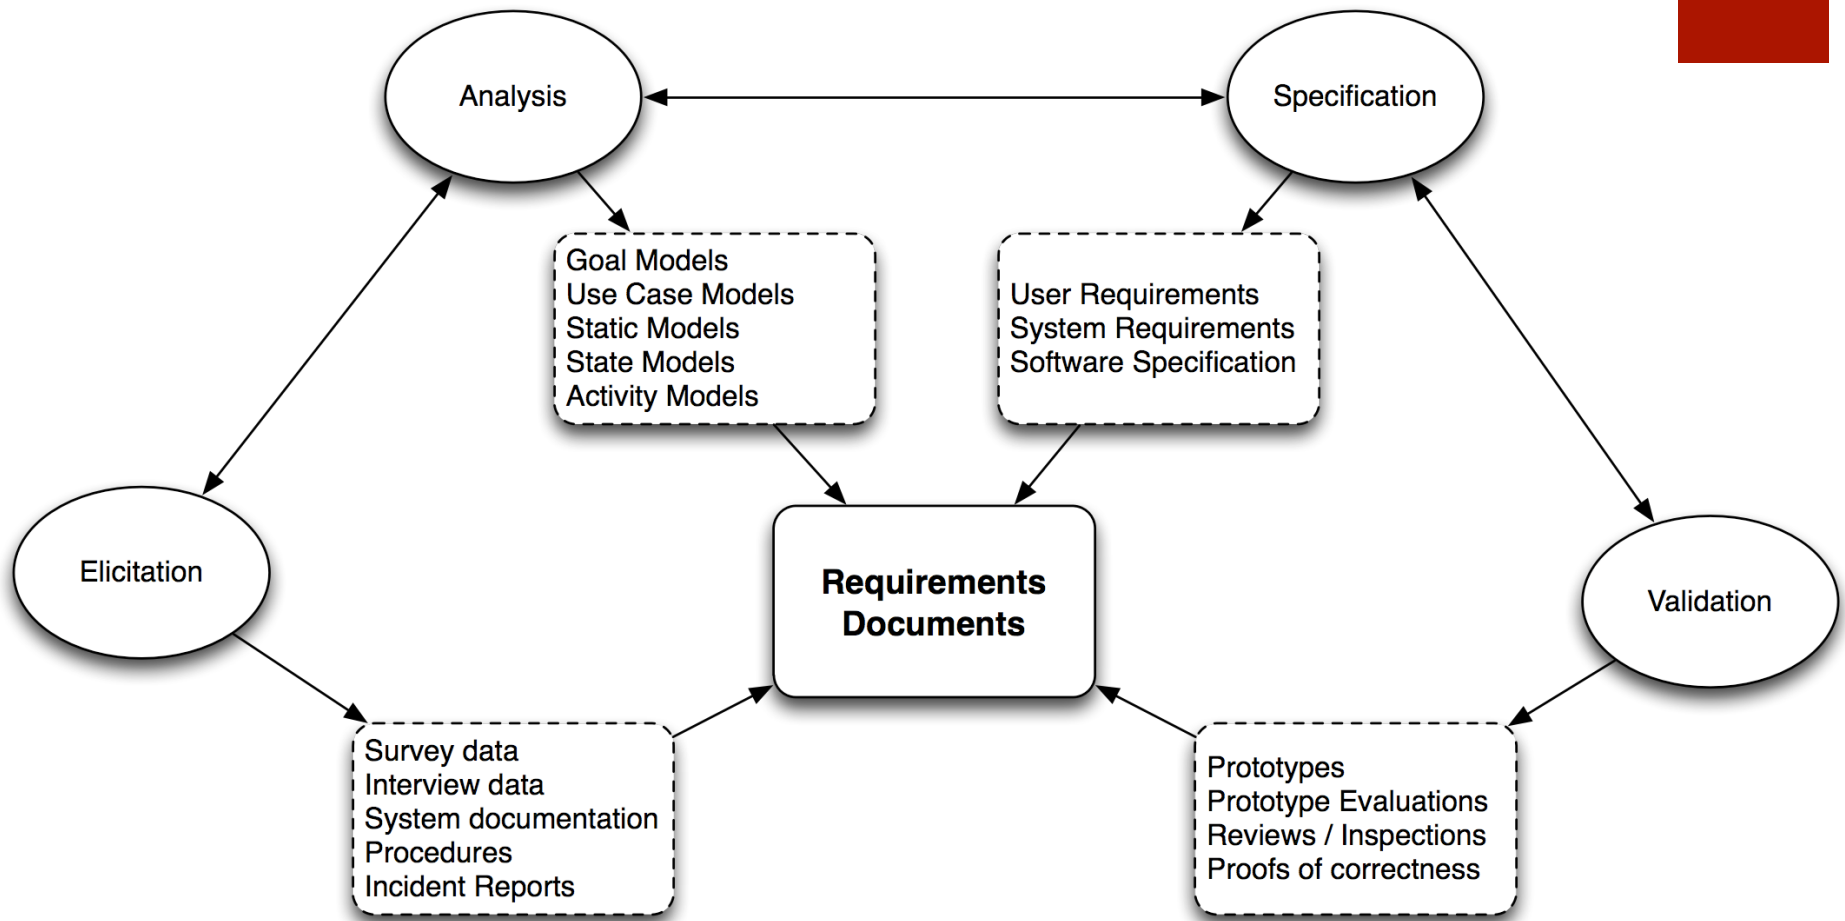 Analysis
Specification
Goal Models
Use Case Models
Static Models
State Models
Activity Models
User Requirements
System Requirements
Software Specification
Elicitation
Requirements
Documents
Validation
Survey data
Interview data
System documentation
Procedures
Incident Reports
Prototypes
Prototype Evaluations
Reviews / Inspections
Proofs of correctness